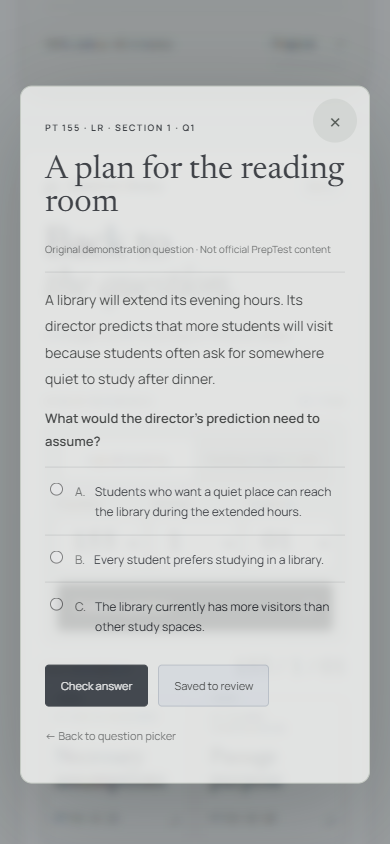 PT 155 · LR · SECTION 1 · Q1
×
A plan for the reading
room
Original demonstration question · Not official PrepTest content
A library will extend its evening hours. Its
director predicts that more students will visit
because students often ask for somewhere
quiet to study after dinner.
What would the director's prediction need to
assume?
A. Students who want a quiet place can reach
the library during the extended hours.
B. Every student prefers studying in a library.
C. The library currently has more visitors than
other study spaces.
Check answer
Saved to review
← Back to question picker